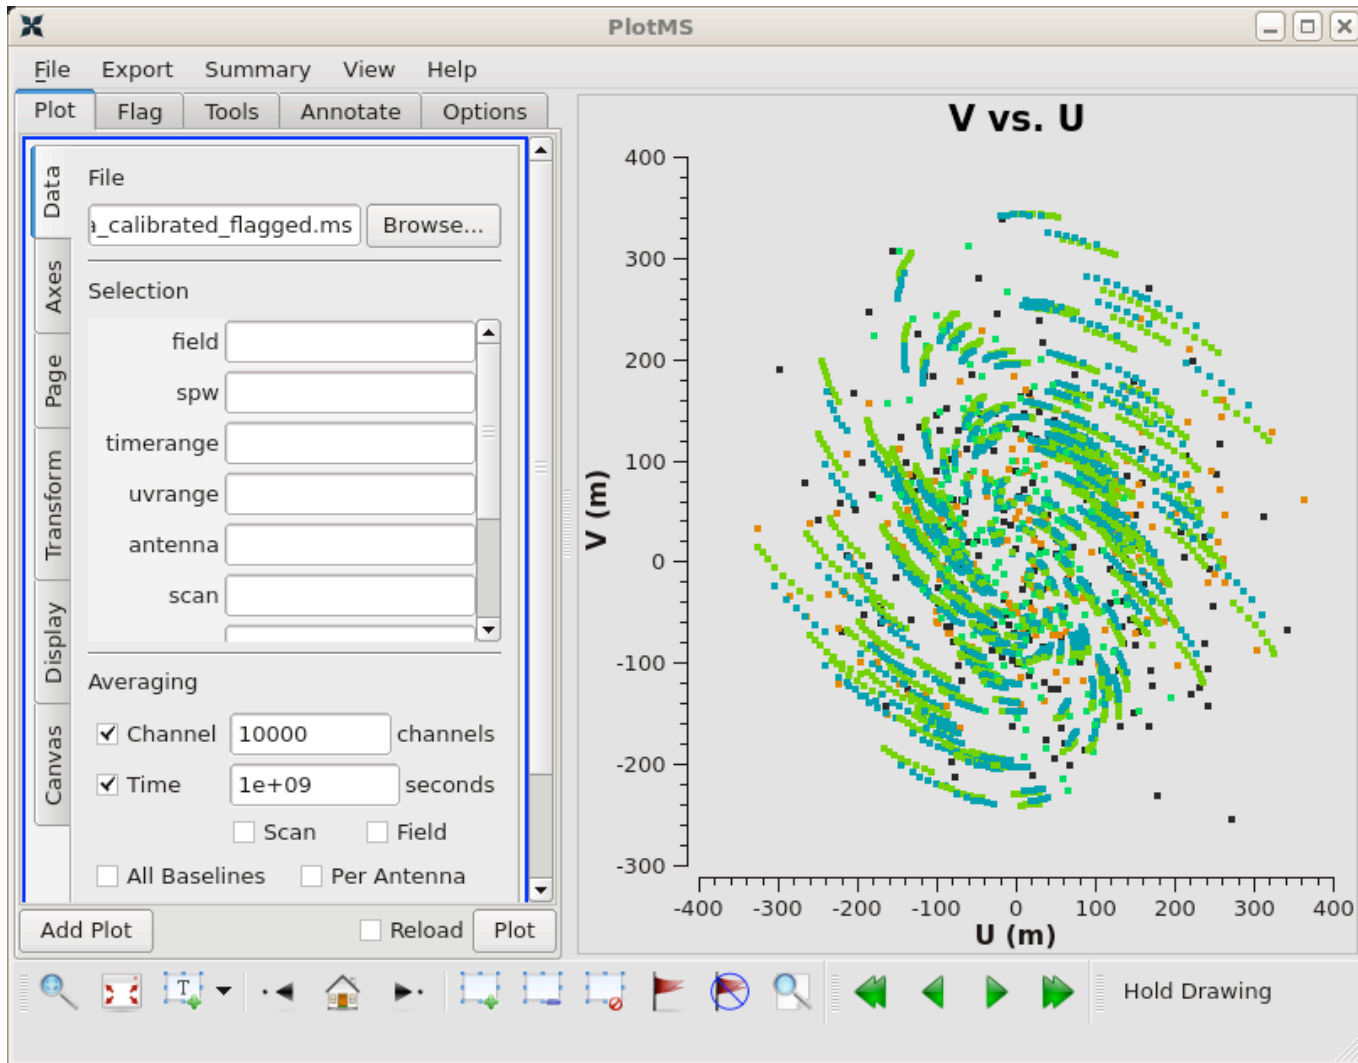 PlotMS
File Export Summary View Help
Plot Flag Tools Annotate Options
Data
Axes
Page
Transform
Display
Canvas
File
a_calibrated_flagged.ms Browse...
Selection
field
spw
timerange
uvrange
antenna
scan
Averaging
Channel 10000 channels
Time 1e+09 seconds
Scan Field
All Baselines Per Antenna
Add Plot Reload Plot
V vs. U
400
300
200
100
0
-100
-200
-300
V (m)
-400 -300 -200 -100 0 100 200 300 400
U (m)
T
Hold Drawing